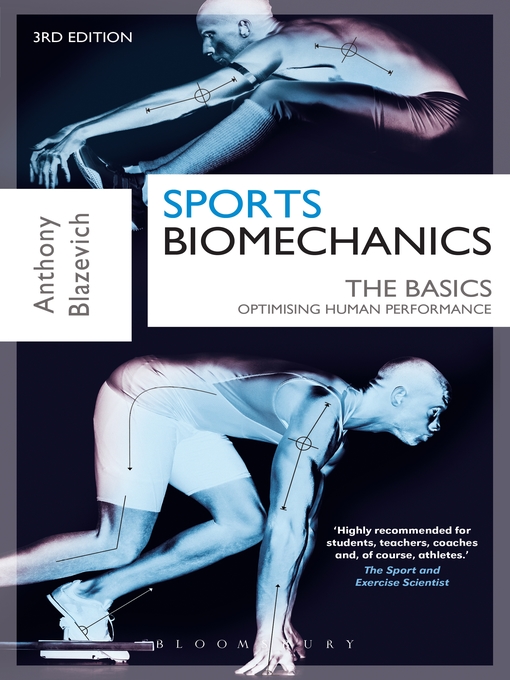 3RD EDITION
Anthony
Blazevich
SPORTS
BIOMECHANICS
THE BASICS
OPTIMISING HUMAN PERFORMANCE
‘Highly recommended for
students, teachers, coaches
and, of course, athletes.’
The Sport and
Exercise Scientist
BLOOMSBURY